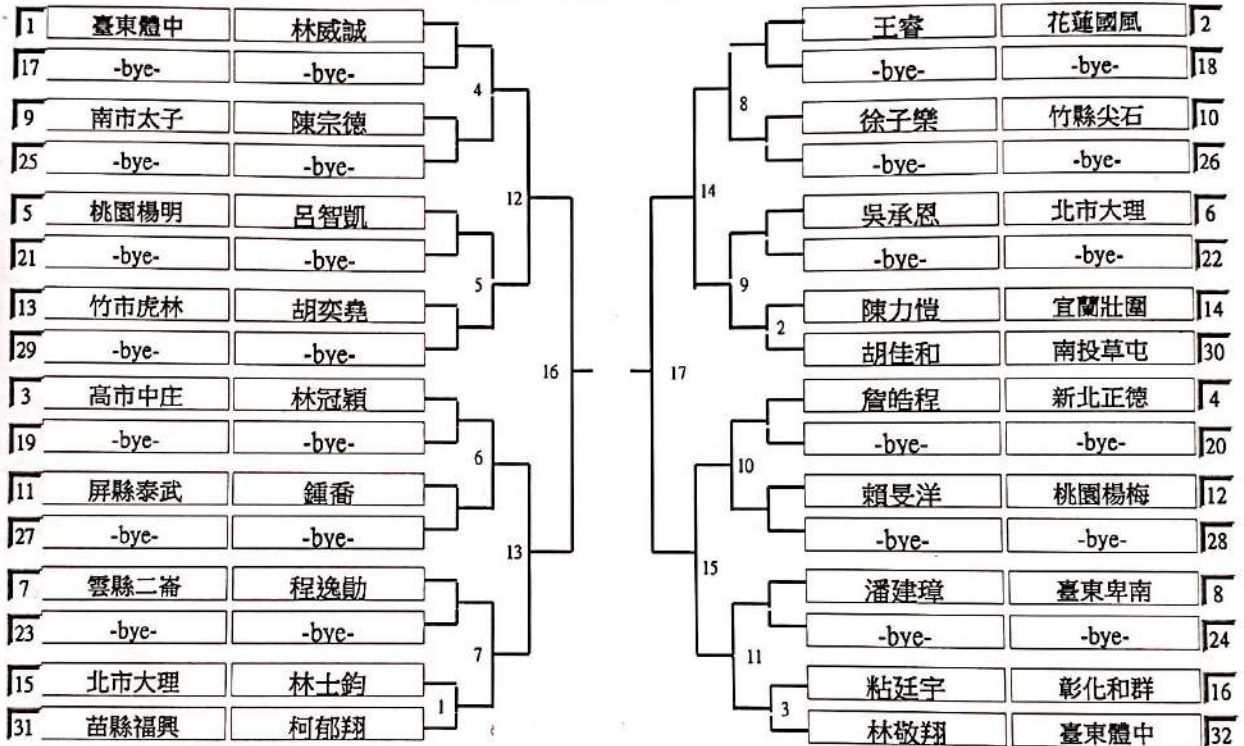 1 臺東體中 林威誠
17 -bye- -bye-
4
9 南市太子 陳宗德
25 -bye- -bye-
12
5 桃園楊明 呂智凱
21 -bye- -bye-
5
13 竹市虎林 胡奕堯
29 -bye- -bye-
16
3 高市中庄 林冠穎
19 -bye- -bye-
6
11 屏縣泰武 鍾喬
27 -bye- -bye-
13
7 雲縣二崙 程逸勛
23 -bye- -bye-
7
15 北市大理 林士鈞
1
31 苗縣福興 柯郁翔
王睿 花蓮國風 2
-bye- -bye- 18
8
徐子樂 竹縣尖石 10
-bye- -bye- 26
14
吳承恩 北市大理 6
-bye- -bye- 22
9
陳力愷 宜蘭壯圍 14
2
胡佳和 南投草屯 30
17
詹皓程 新北正德 4
-bye- -bye- 20
10
賴旻洋 桃園楊梅 12
-bye- -bye- 28
15
潘建璋 臺東卑南 8
-bye- -bye- 24
11
粘廷宇 彰化和群 16
3
林敬翔 臺東體中 32